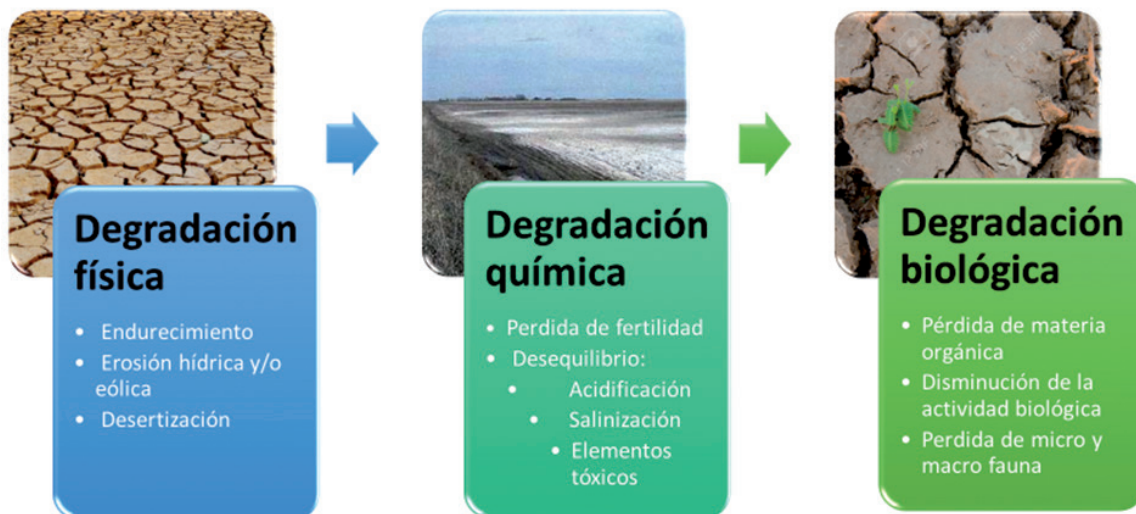 Degradación
física
• Endurecimiento
• Erosión hídrica y/o
eólica
• Desertización
Degradación
química
• Perdida de fertilidad
• Desequilibrio:
• Acidificación
• Salinización
• Elementos
tóxicos
Degradación
biológica
• Pérdida de materia
orgánica
• Disminución de la
actividad biológica
• Perdida de micro y
macro fauna